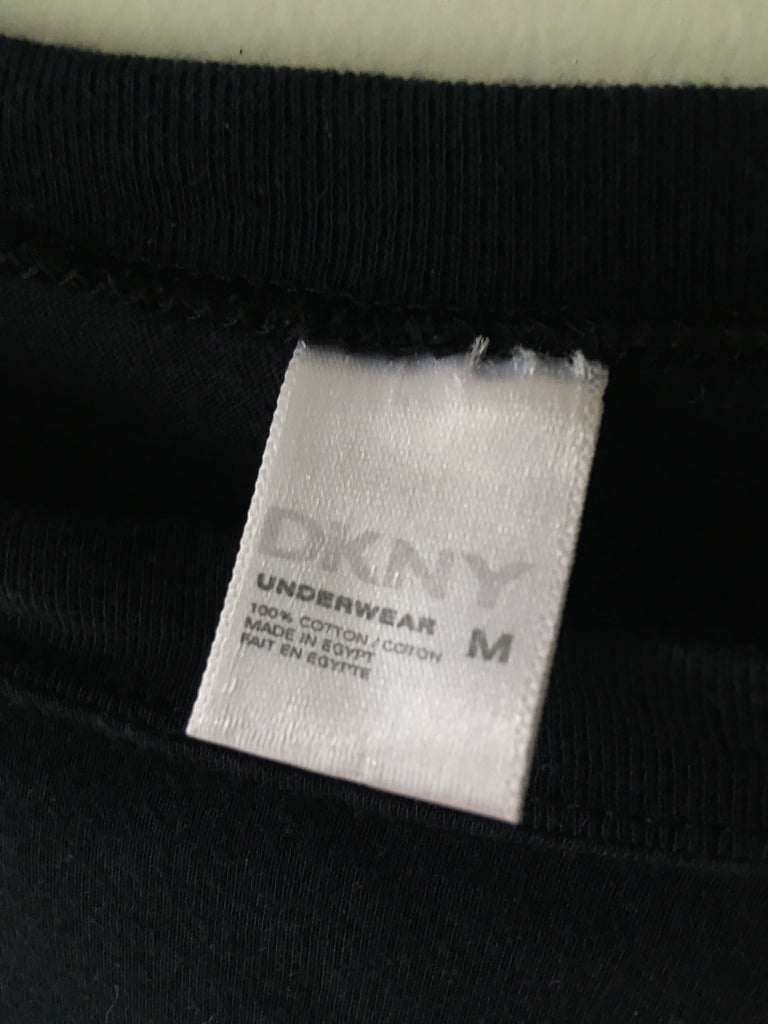 DKNY
UNDERWEAR
100% COTTON / COTON
MADE IN EGYPT
FAIT EN EGYPTE
M